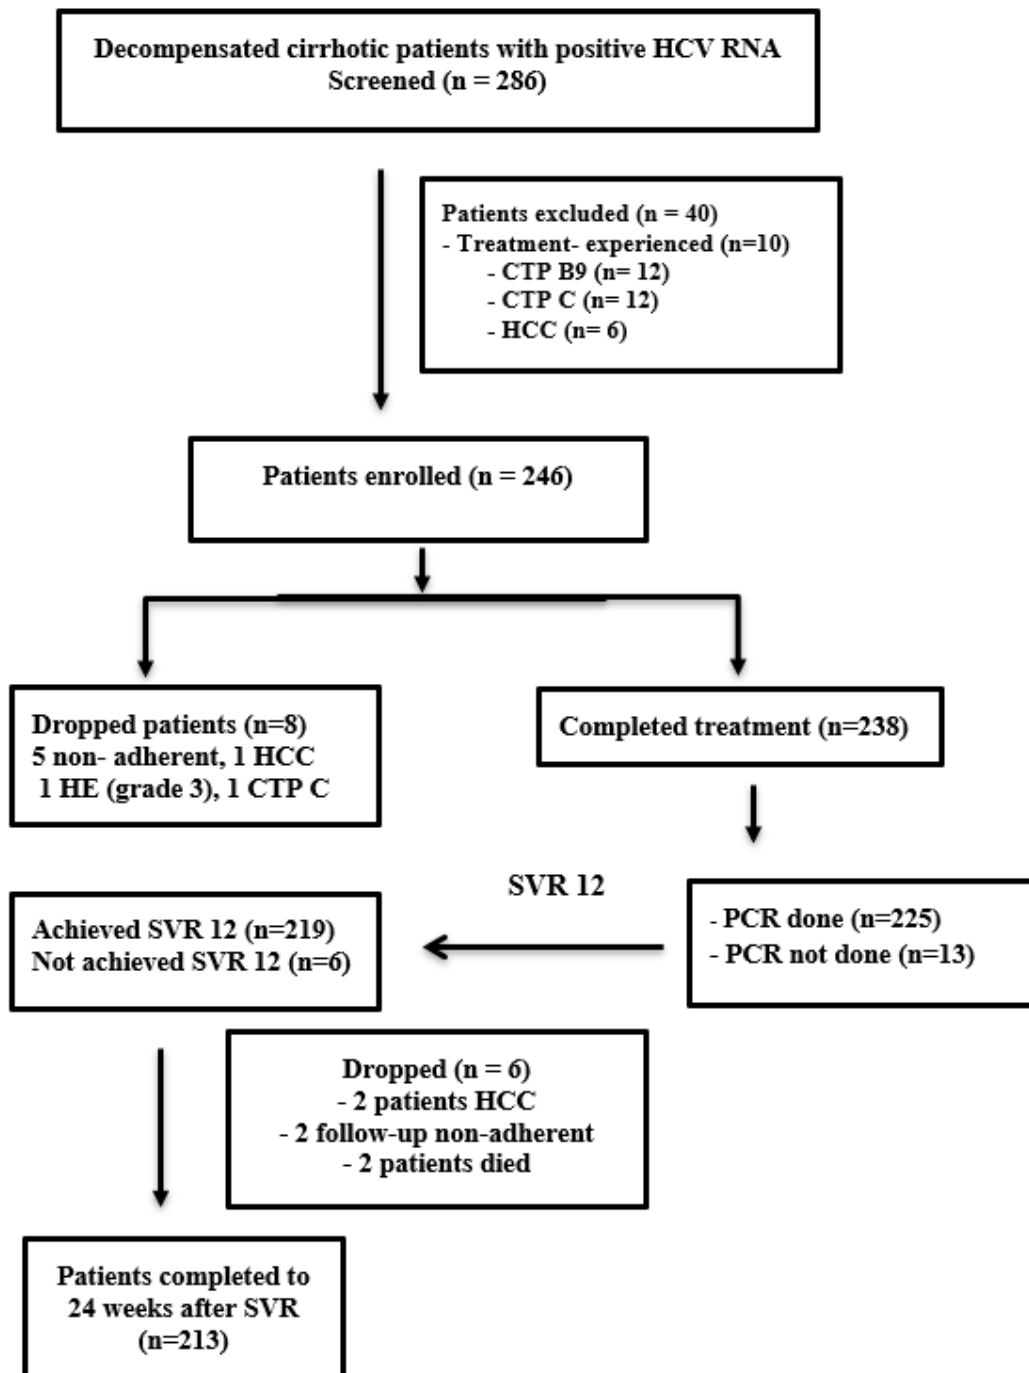 Decompensated cirrhotic patients with positive HCV RNA
Screened (n = 286)
Patients excluded (n = 40)
- Treatment- experienced (n=10)
- CTP B9 (n= 12)
- CTP C (n= 12)
- HCC (n= 6)
Patients enrolled (n = 246)
Dropped patients (n=8)
5 non- adherent, 1 HCC
1 HE (grade 3), 1 CTP C
Completed treatment (n=238)
- PCR done (n=225)
- PCR not done (n=13)
SVR 12
Achieved SVR 12 (n=219)
Not achieved SVR 12 (n=6)
Dropped (n = 6)
- 2 patients HCC
- 2 follow-up non-adherent
- 2 patients died
Patients completed to
24 weeks after SVR
(n=213)